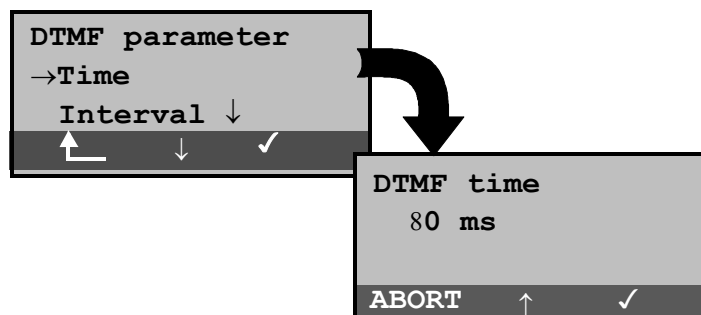 DTMF parameter
→Time
Interval ↓
↓ ✓
DTMF time
80 ms
ABORT ↑ ✓